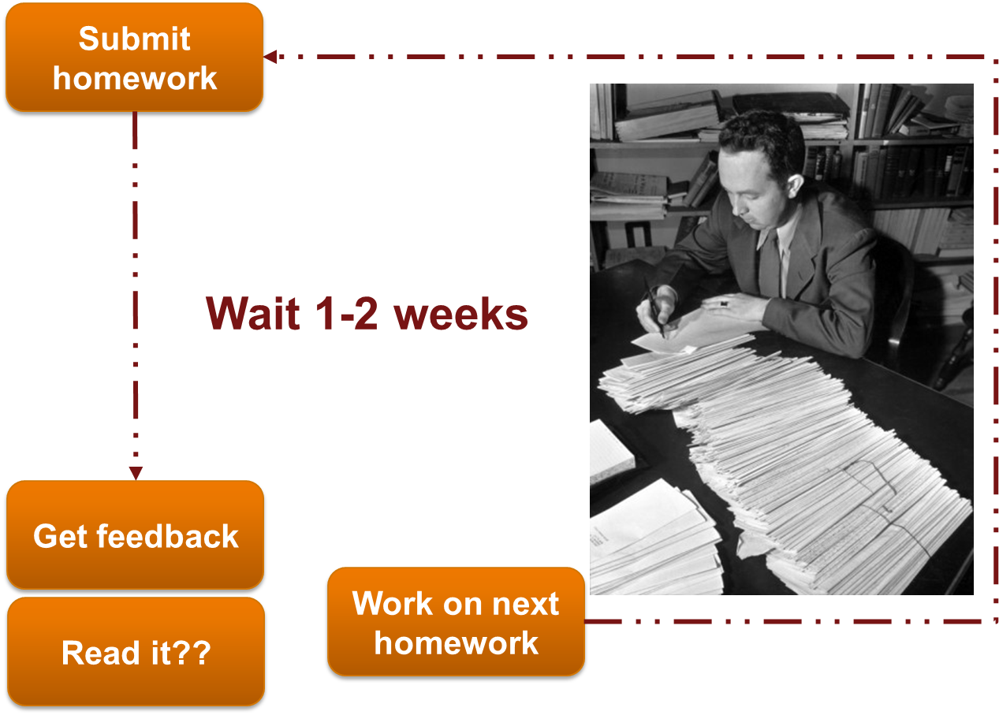 Submit
homework
Wait 1-2 weeks
Get feedback
Read it??
Work on next
homework